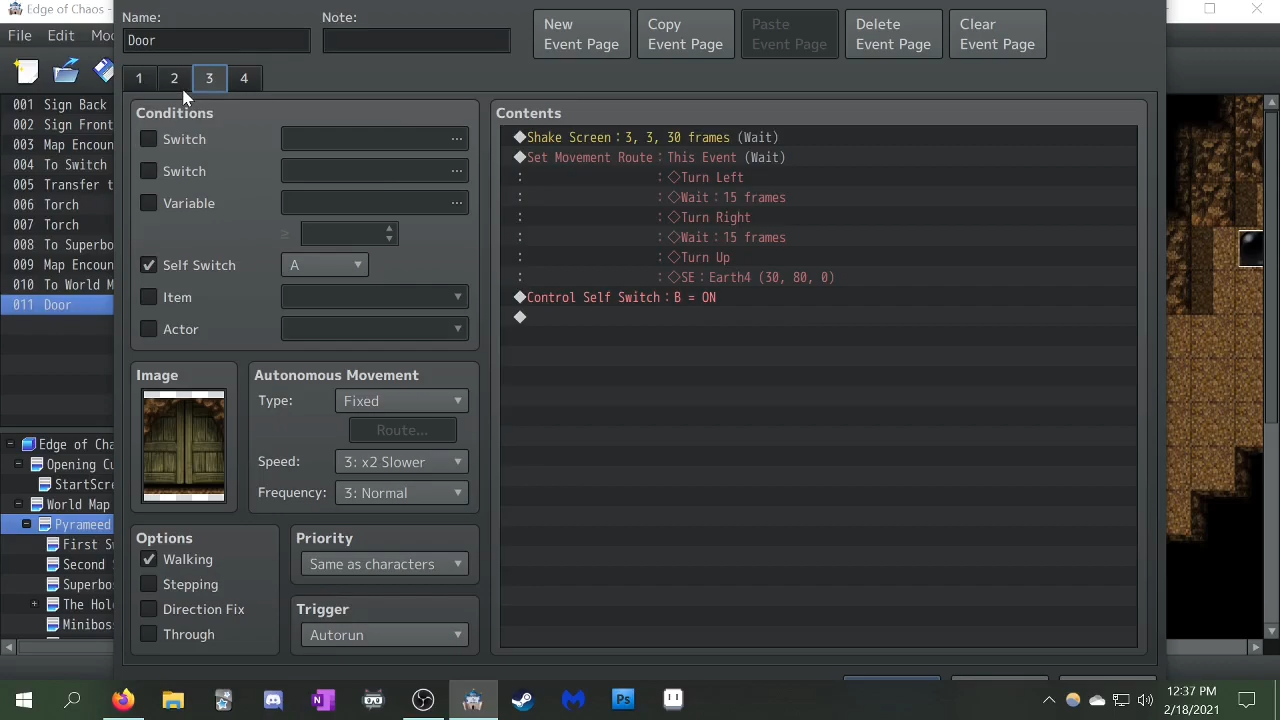 Edge of Chaos
File Edit Mod
Name:
Note:
Door
New Event Page
Copy Event Page
Paste Event Page
Delete Event Page
Clear Event Page
1 2 3 4
001 Sign Back
002 Sign Front
003 Map Encoun
004 To Switch
005 Transfer t
006 Torch
007 Torch
008 To Superbo
009 Map Encoun
010 To World M
011 Door
Edge of Cha
Opening Cu
StartScre
World Map
Pyrameed
First Sw
Second
Superbos
The Hole
Miniboss
Conditions
Switch ...
Switch ...
Variable ...
≥
Self Switch A
Item
Actor
Image
Autonomous Movement
Type: Fixed
Route...
Speed: 3: x2 Slower
Frequency: 3: Normal
Options
Walking
Stepping
Direction Fix
Through
Priority
Same as characters
Trigger
Autorun
Contents
◆Shake Screen : 3, 3, 30 frames (Wait)
◆Set Movement Route : This Event (Wait)
: : ◇Turn Left
: : ◇Wait : 15 frames
: : ◇Turn Right
: : ◇Wait : 15 frames
: : ◇Turn Up
: : ◇SE : Earth4 (30, 80, 0)
◆Control Self Switch : B = ON
◆
12:37 PM
2/18/2021